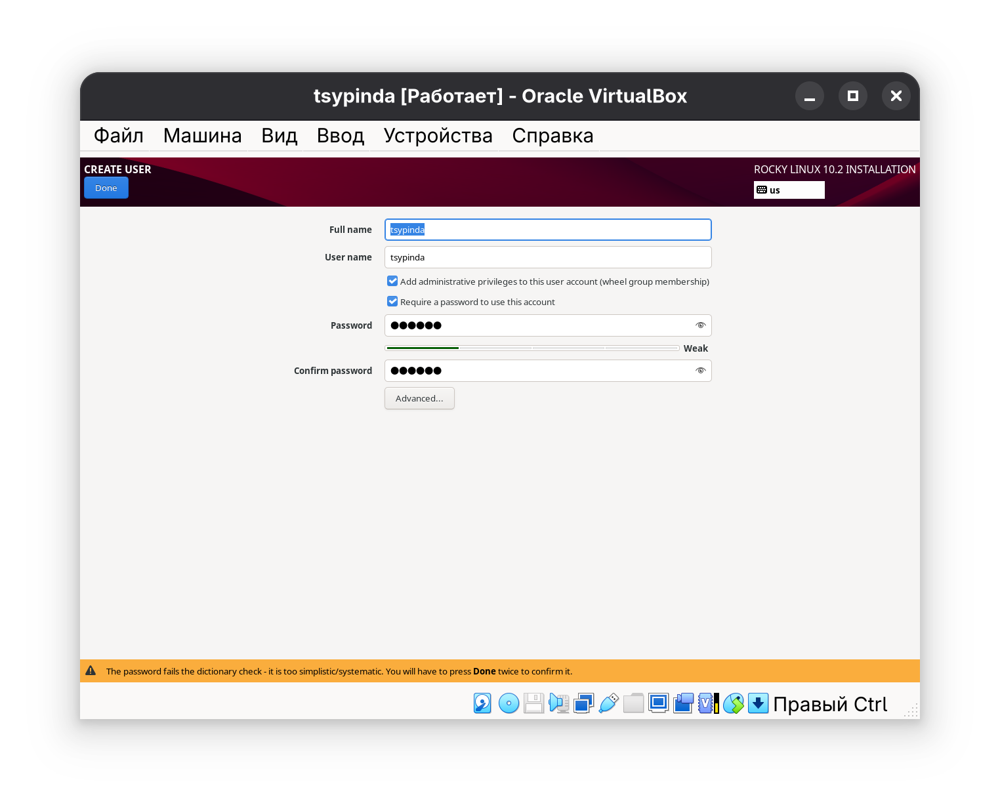 tsypinda [Работает] - Oracle VirtualBox
Файл Машина Вид Ввод Устройства Справка
CREATE USER
ROCKY LINUX 10.2 INSTALLATION
Done
us
Full name
tsypinda
User name
tsypinda
Add administrative privileges to this user account (wheel group membership)
Require a password to use this account
Password
Weak
Confirm password
Advanced...
The password fails the dictionary check - it is too simplistic/systematic. You will have to press Done twice to confirm it.
Правый Ctrl